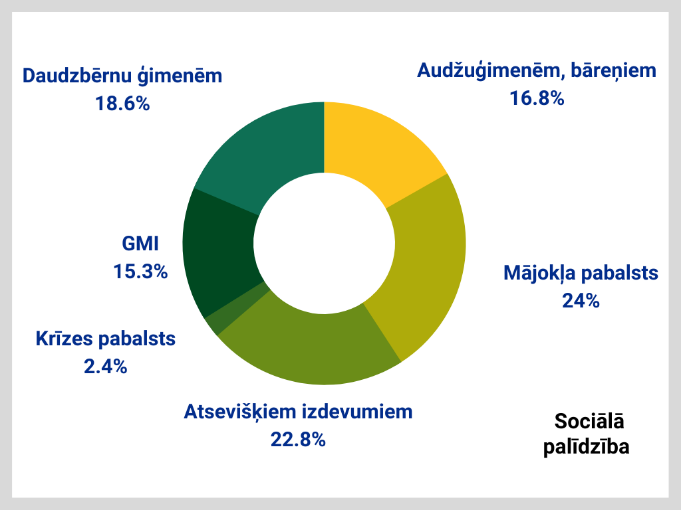 Daudzbērnu ģimenēm
18.6%
Audžuģimenēm, bāreņiem
16.8%
GMI
15.3%
Mājokļa pabalsts
24%
Krīzes pabalsts
2.4%
Atsevišķiem izdevumiem
22.8%
Sociālā
palīdzība